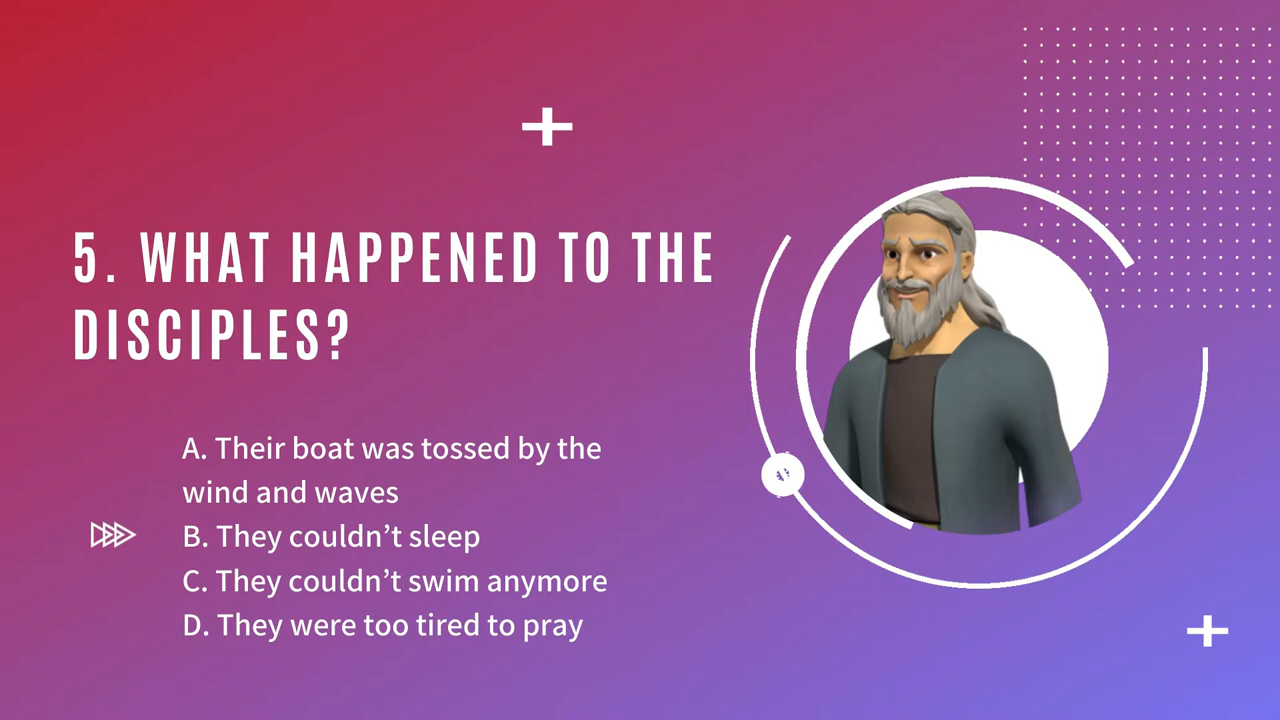 5. WHAT HAPPENED TO THE
DISCIPLES?
A. Their boat was tossed by the
wind and waves
B. They couldn’t sleep
C. They couldn’t swim anymore
D. They were too tired to pray